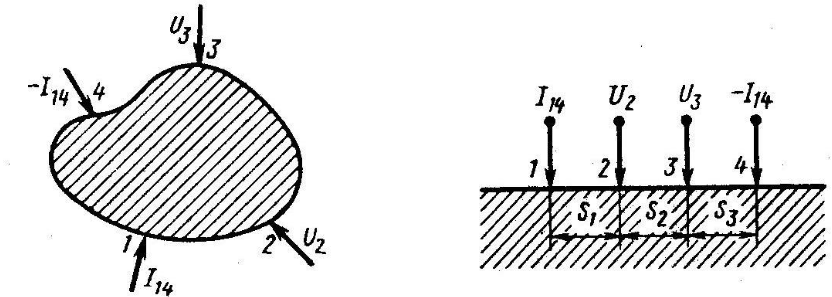 U₃
3
-I₁₄
4
1
I₁₄
2
U₂
I₁₄ U₂ U₃ -I₁₄
1 2 3 4
S₁ S₂ S₃